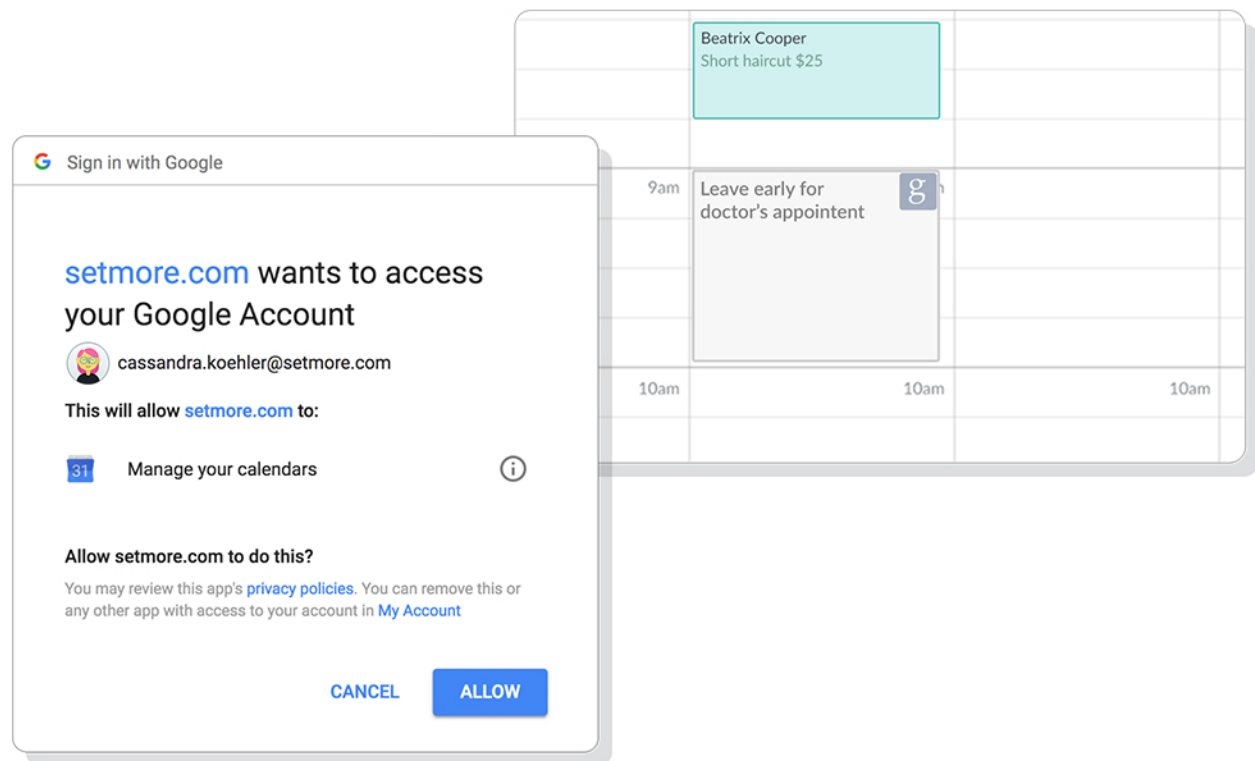 Beatrix Cooper
Short haircut $25
9am
Leave early for
doctor's appointent
g
10am 10am 10am
G Sign in with Google
setmore.com wants to access
your Google Account
cassandra.koehler@setmore.com
This will allow setmore.com to:
31 Manage your calendars
Allow setmore.com to do this?
You may review this app's privacy policies. You can remove this or
any other app with access to your account in My Account
CANCEL ALLOW